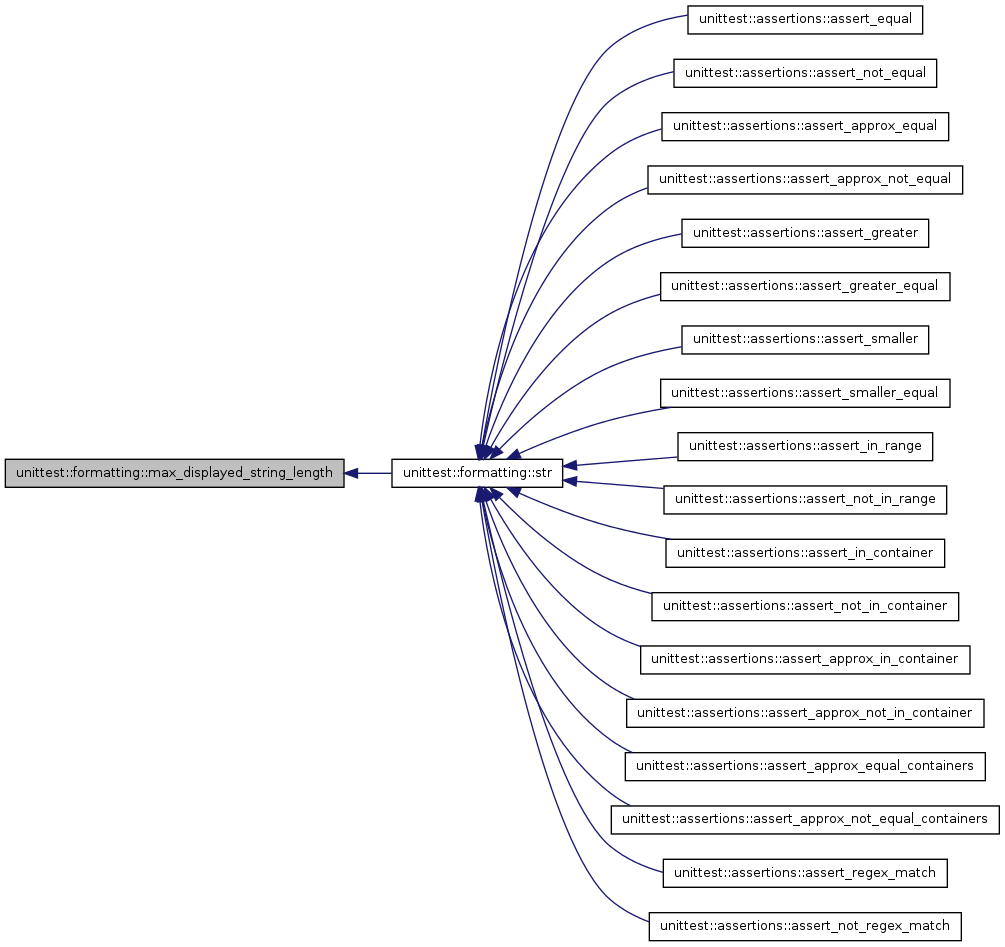 unittest::assertions::assert_equal
unittest::assertions::assert_not_equal
unittest::assertions::assert_approx_equal
unittest::assertions::assert_approx_not_equal
unittest::assertions::assert_greater
unittest::assertions::assert_greater_equal
unittest::assertions::assert_smaller
unittest::assertions::assert_smaller_equal
unittest::assertions::assert_in_range
unittest::formatting::max_displayed_string_length
unittest::formatting::str
unittest::assertions::assert_not_in_range
unittest::assertions::assert_in_container
unittest::assertions::assert_not_in_container
unittest::assertions::assert_approx_in_container
unittest::assertions::assert_approx_not_in_container
unittest::assertions::assert_approx_equal_containers
unittest::assertions::assert_approx_not_equal_containers
unittest::assertions::assert_regex_match
unittest::assertions::assert_not_regex_match